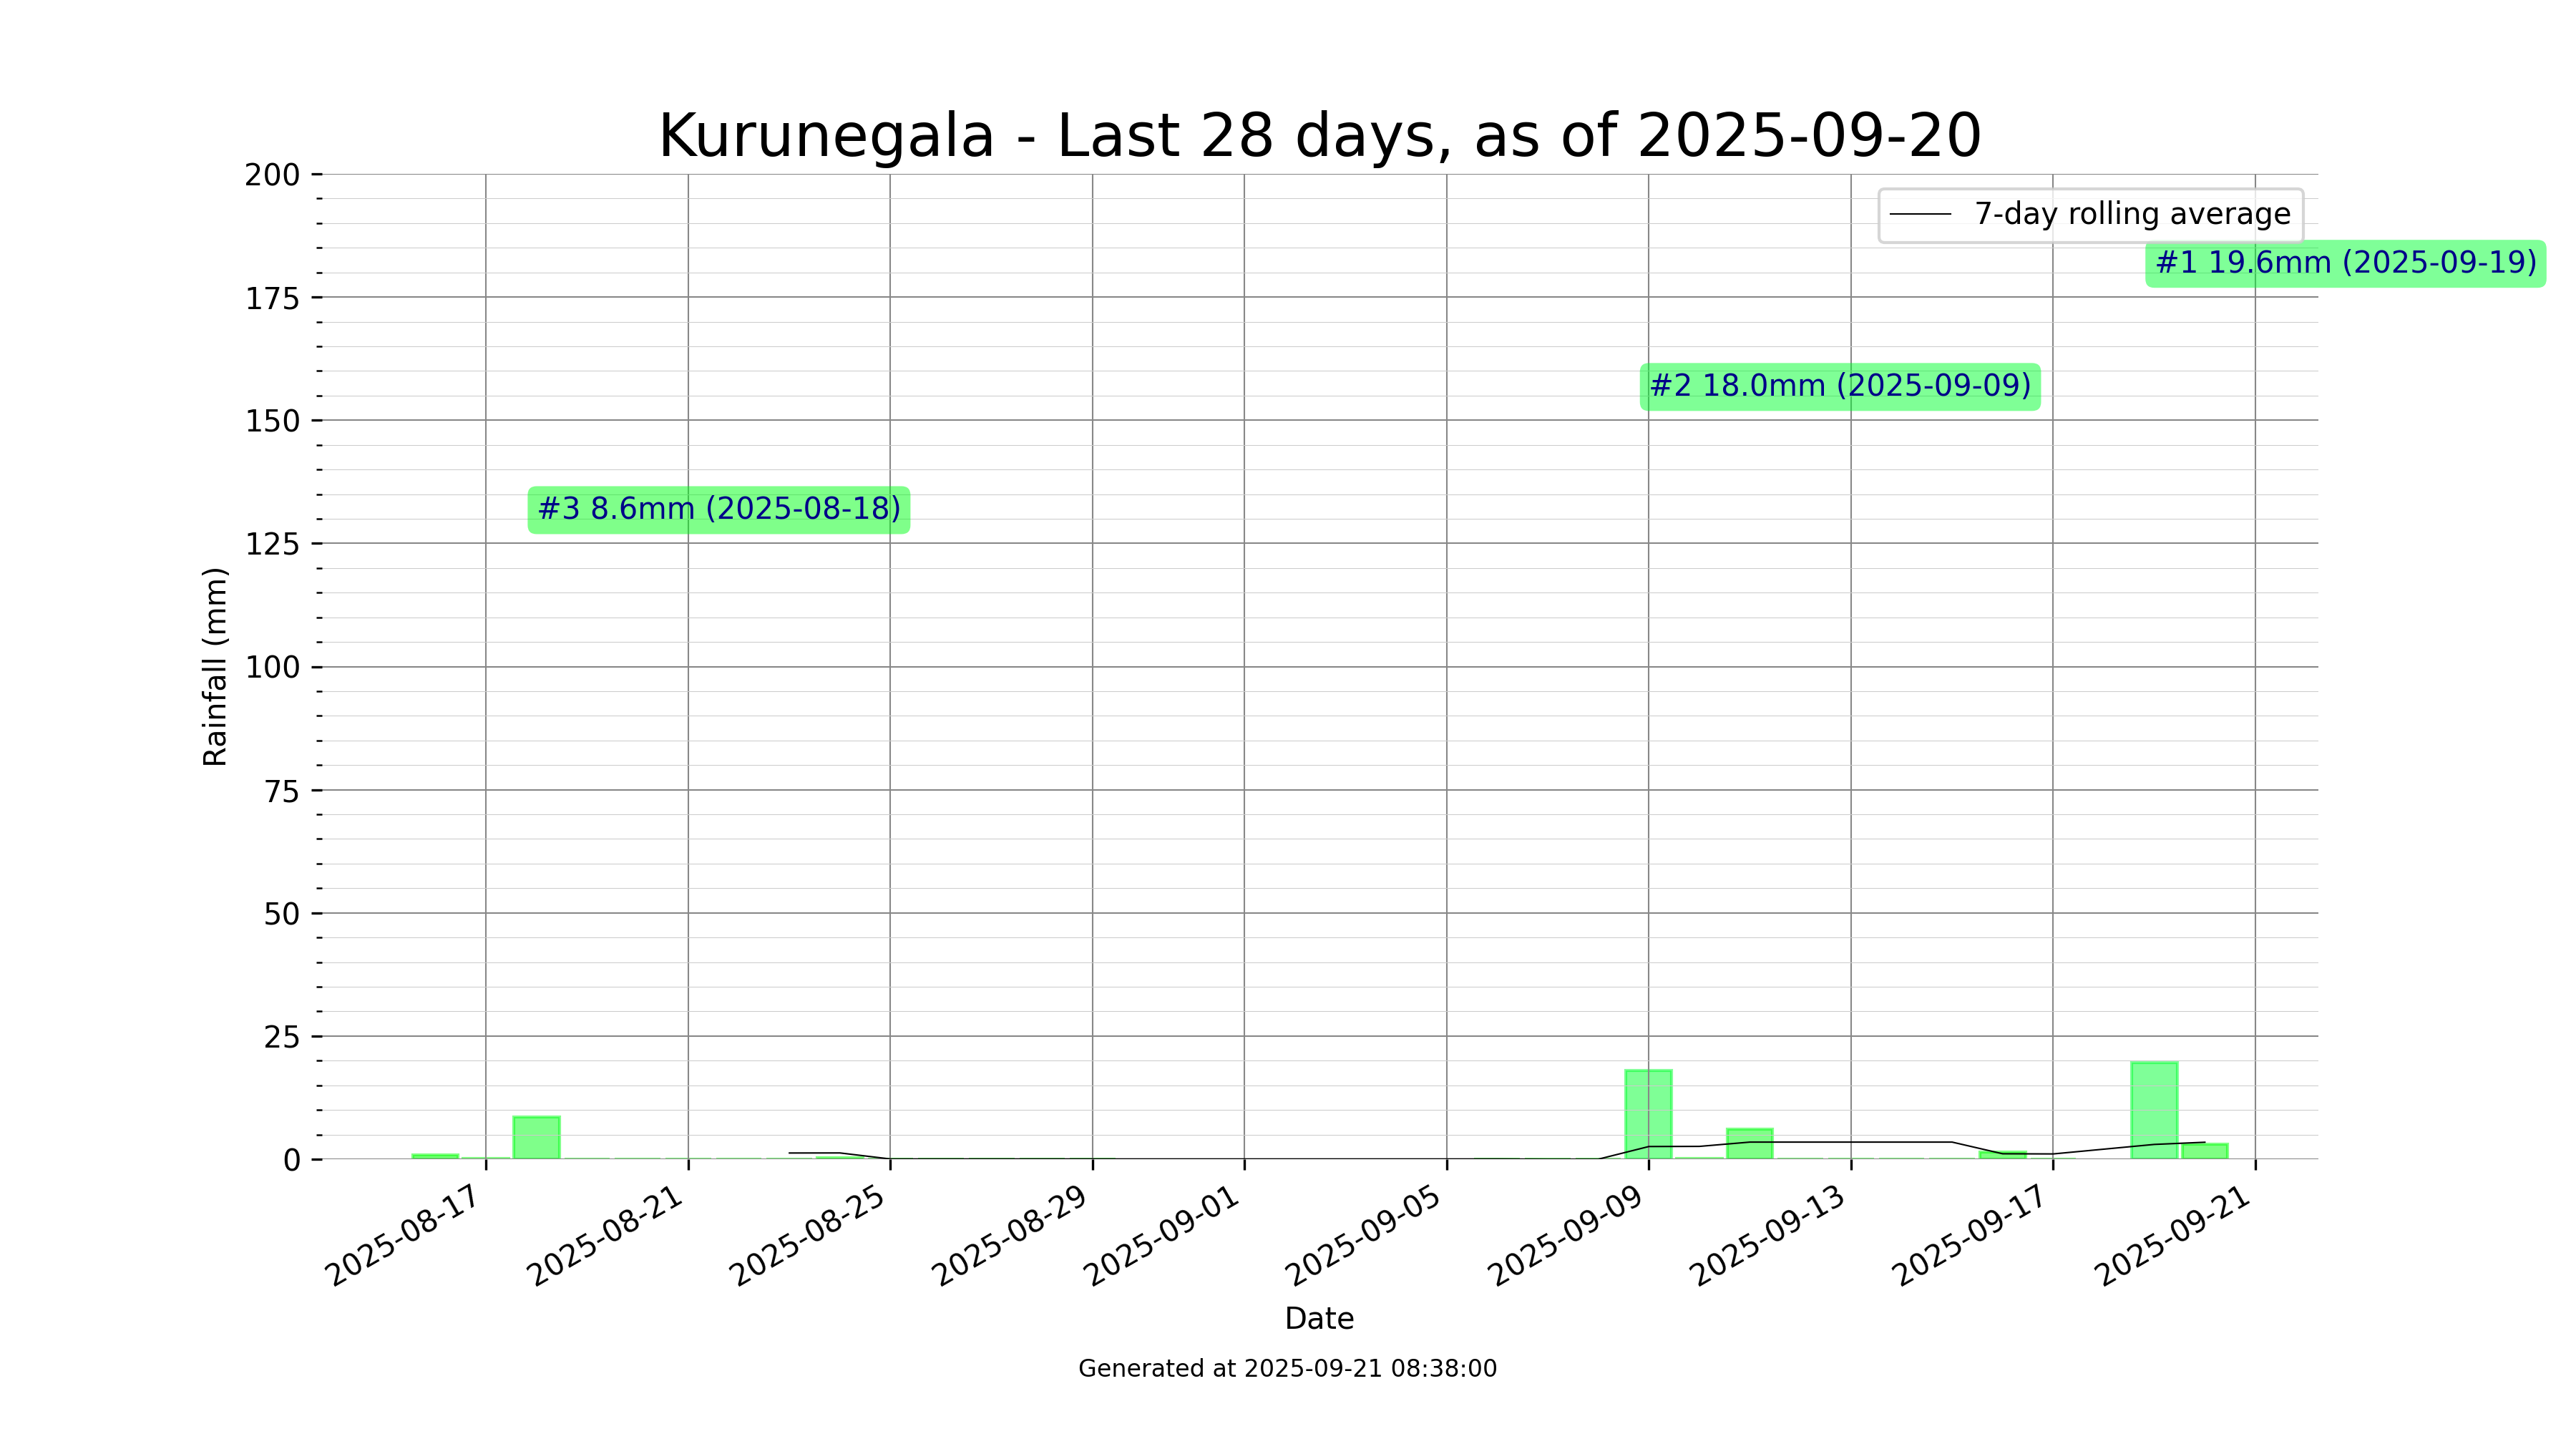 Kurunegala - Last 28 days, as of 2025-09-20
200
175
150
125
100
75
50
25
0
Rainfall (mm)
7-day rolling average
#1 19.6mm (2025-09-19)
#2 18.0mm (2025-09-09)
#3 8.6mm (2025-08-18)
2025-08-17
2025-08-21
2025-08-25
2025-08-29
2025-09-01
2025-09-05
2025-09-09
2025-09-13
2025-09-17
2025-09-21
Date
Generated at 2025-09-21 08:38:00